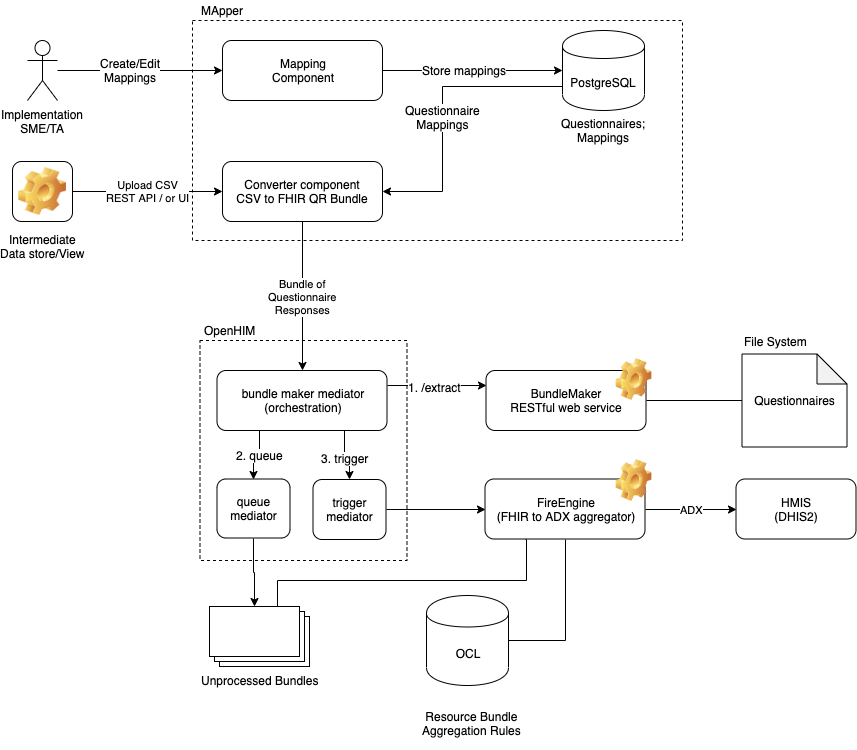 MApper
Create/Edit
Mappings
Mapping
Component
Store mappings
PostgreSQL
Implementation
SME/TA
Questionnaire
Mappings
Questionnaires;
Mappings
Upload CSV
REST API / or UI
Converter component
CSV to FHIR QR Bundle
Intermediate
Data store/View
Bundle of
Questionnaire
Responses
OpenHIM
File System
bundle maker mediator
(orchestration)
1. /extract
BundleMaker
RESTful web service
Questionnaires
2. queue
3. trigger
queue
mediator
trigger
mediator
FireEngine
(FHIR to ADX aggregator)
ADX
HMIS
(DHIS2)
OCL
Unprocessed Bundles
Resource Bundle
Aggregation Rules